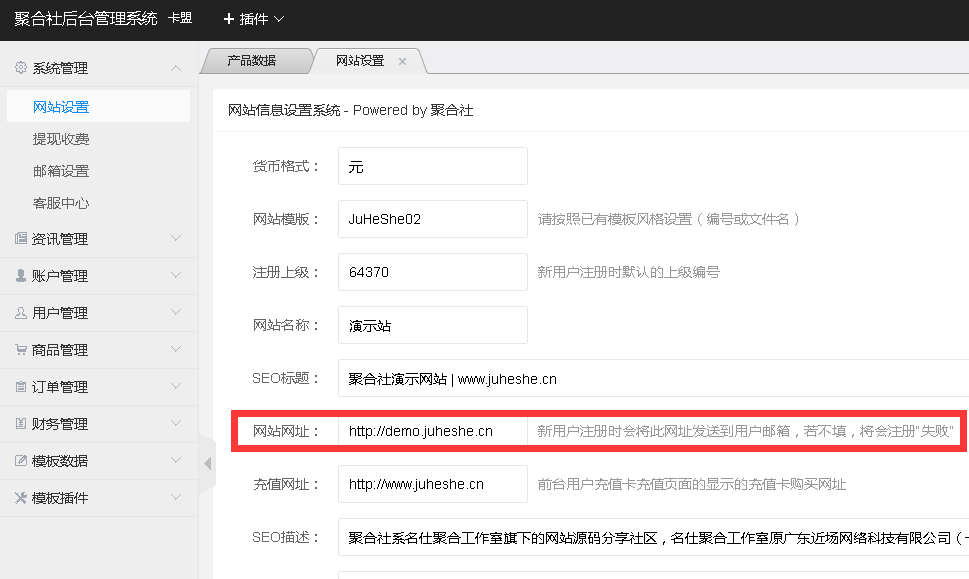 聚合社后台管理系统 卡盟 + 插件
系统管理
网站设置
提现收费
邮箱设置
客服中心
资讯管理
账户管理
用户管理
商品管理
订单管理
财务管理
模板数据
模板插件
产品数据 网站设置 ×
网站信息设置系统 - Powered by 聚合社
货币格式： 元
网站模版： JuHeShe02 请按照已有模板风格设置（编号或文件名）
注册上级： 64370 新用户注册时默认的上级编号
网站名称： 演示站
SEO标题： 聚合社演示网站 | www.juheshe.cn
网站网址： http://demo.juheshe.cn 新用户注册时会将此网址发送到用户邮箱，若不填，将会注册"失败"
充值网址： http://www.juheshe.cn 前台用户充值卡充值页面的显示的充值卡购买网址
SEO描述： 聚合社系名仕聚合工作室旗下的网站源码分享社区，名仕聚合工作室原广东近场网络科技有限公司（